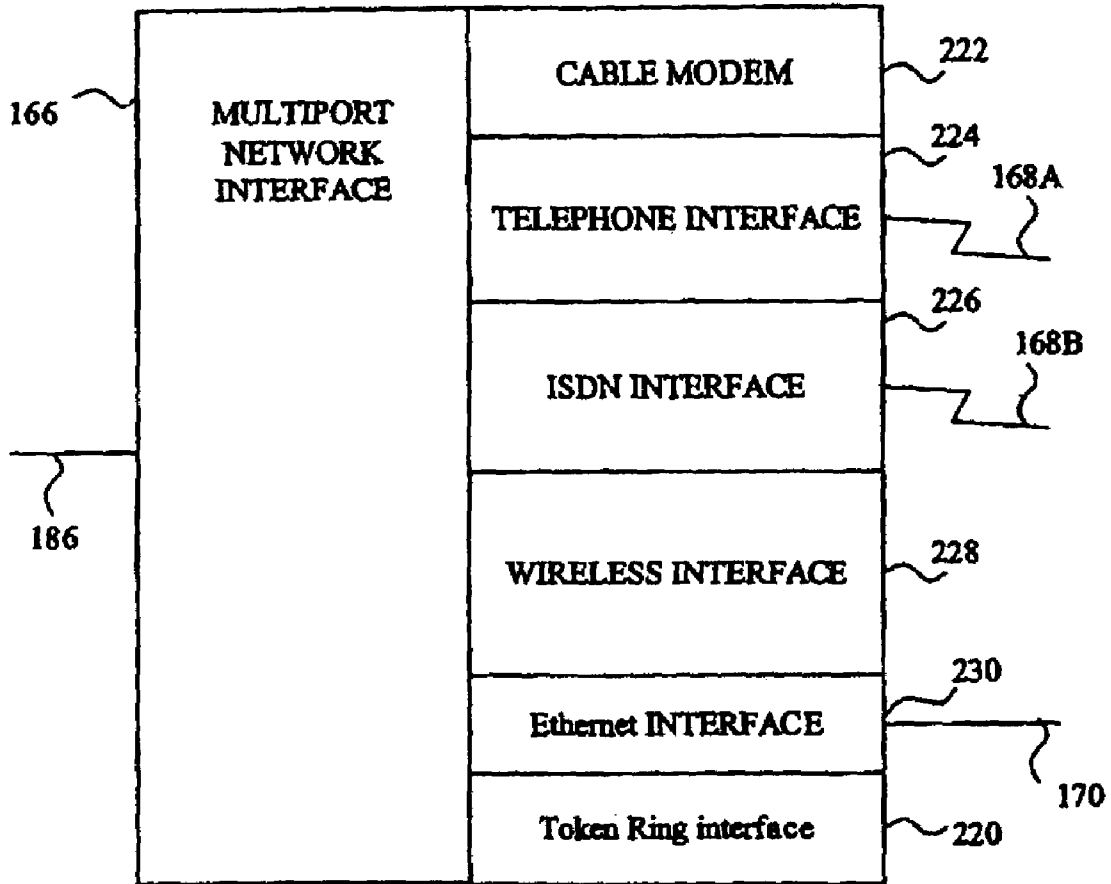 166
MULTIPORT
NETWORK
INTERFACE
186
CABLE MODEM
222
TELEPHONE INTERFACE
224
168A
ISDN INTERFACE
226
168B
WIRELESS INTERFACE
228
Ethernet INTERFACE
230
170
Token Ring interface
220